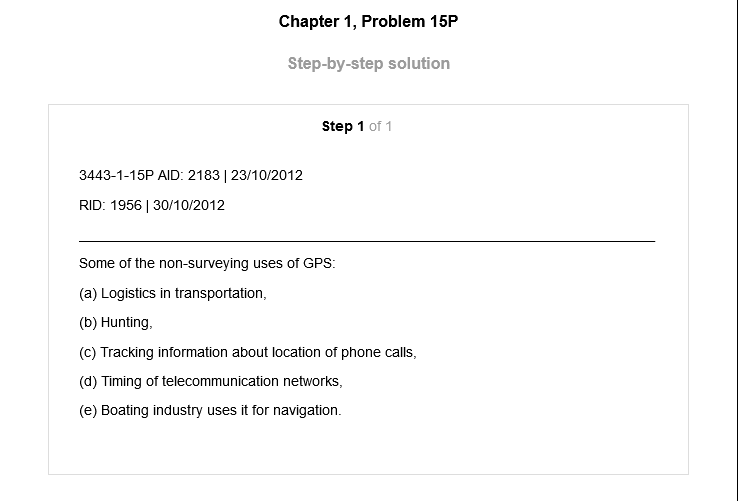 Chapter 1, Problem 15P
Step-by-step solution
Step 1 of 1
3443-1-15P AID: 2183 | 23/10/2012
RID: 1956 | 30/10/2012
Some of the non-surveying uses of GPS:
(a) Logistics in transportation,
(b) Hunting,
(c) Tracking information about location of phone calls,
(d) Timing of telecommunication networks,
(e) Boating industry uses it for navigation.